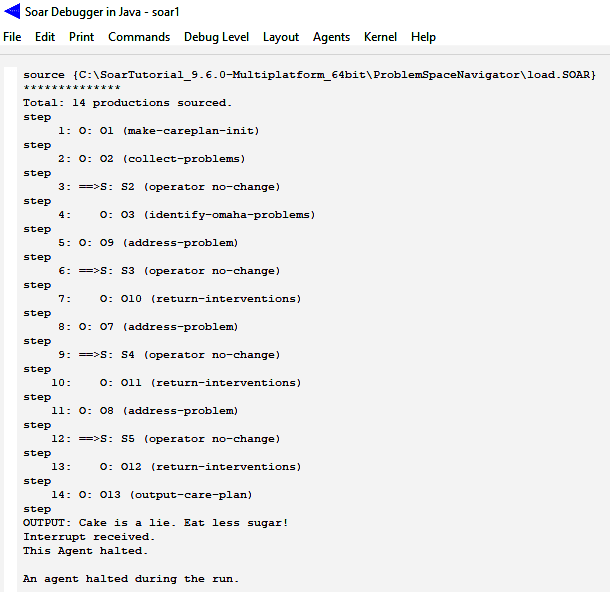 Soar Debugger in Java - soar1
File Edit Print Commands Debug Level Layout Agents Kernel Help
source {C:\SoarTutorial_9.6.0-Multiplatform_64bit\ProblemSpaceNavigator\load.SOAR}
**************
Total: 14 productions sourced.
step
1: O: O1 (make-careplan-init)
step
2: O: O2 (collect-problems)
step
3: ==>S: S2 (operator no-change)
step
4: O: O3 (identify-omaha-problems)
step
5: O: O9 (address-problem)
step
6: ==>S: S3 (operator no-change)
step
7: O: O10 (return-interventions)
step
8: O: O7 (address-problem)
step
9: ==>S: S4 (operator no-change)
step
10: O: O11 (return-interventions)
step
11: O: O8 (address-problem)
step
12: ==>S: S5 (operator no-change)
step
13: O: O12 (return-interventions)
step
14: O: O13 (output-care-plan)
step
OUTPUT: Cake is a lie. Eat less sugar!
Interrupt received.
This Agent halted.
An agent halted during the run.